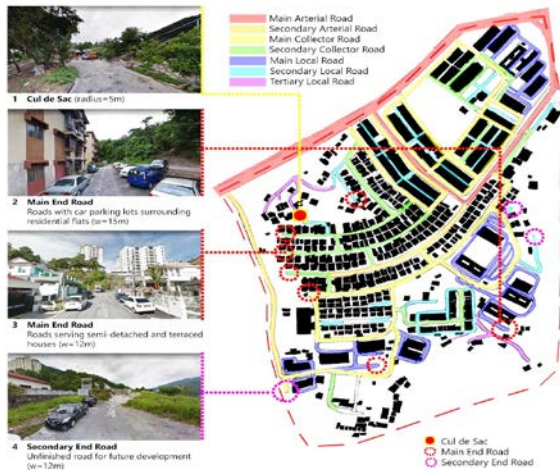 Main Arterial Road
Secondary Arterial Road
Main Collector Road
Secondary Collector Road
Main Local Road
Secondary Local Road
Tertiary Local Road
1 Cul de Sac (radius=5m)
2 Main End Road
Roads with car parking lots surrounding
residential flats (w=15m)
3 Main End Road
Roads serving semi-detached and terraced
houses (w=12m)
4 Secondary End Road
Unfinished road for future development
(w=12m)
Cul de Sac
Main End Road
Secondary End Road